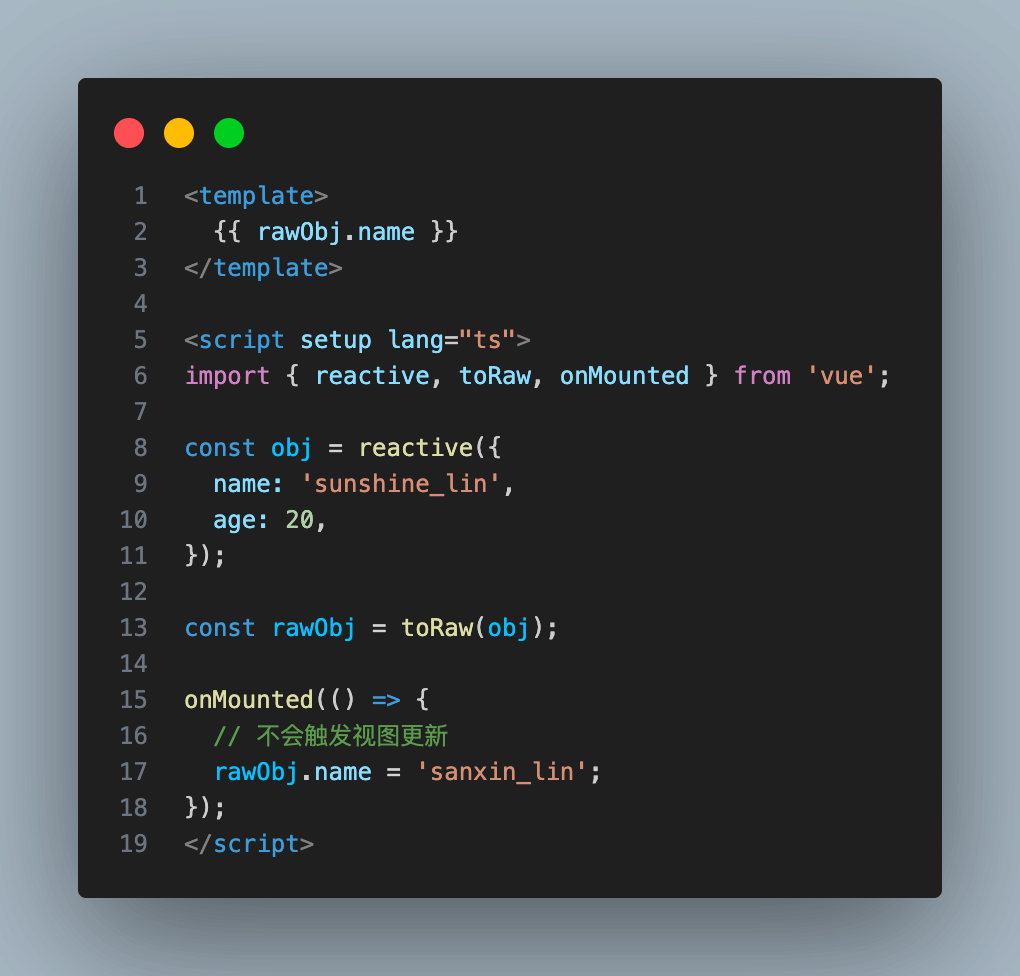 1 <template>
2   {{ rawObj.name }}
3 </template>
4
5 <script setup lang="ts">
6 import { reactive, toRaw, onMounted } from 'vue';
7
8 const obj = reactive({
9   name: 'sunshine_lin',
10   age: 20,
11 });
12
13 const rawObj = toRaw(obj);
14
15 onMounted(() => {
16   // 不会触发视图更新
17   rawObj.name = 'sanxin_lin';
18 });
19 </script>